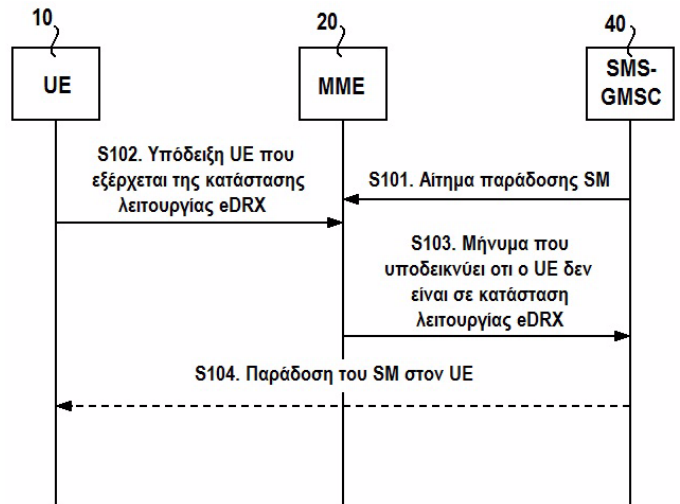 10
20
40
UE
MME
SMS-
GMSC
S102. Υπόδειξη UE που
εξέρχεται της κατάστασης
λειτουργίας eDRX
S101. Αίτημα παράδοσης SM
S103. Μήνυμα που
υποδεικνύει οτι ο UE δεν
είναι σε κατάσταση
λειτουργίας eDRX
S104. Παράδοση του SM στον UE